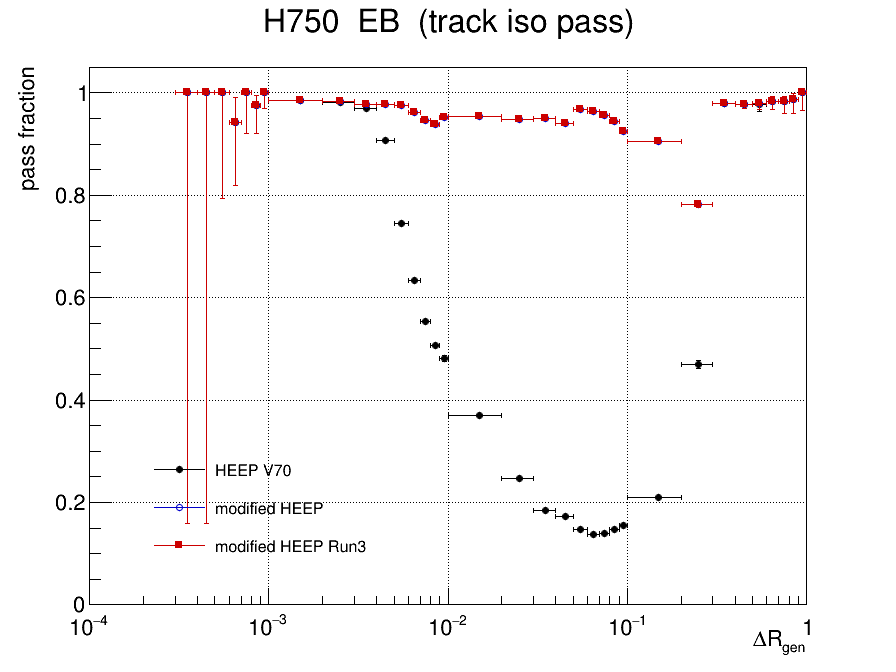 H750 EB (track iso pass)
pass fraction
1
0.8
0.6
0.4
0.2
0
HEEP V70
modified HEEP
modified HEEP Run3
10⁻⁴ 10⁻³ 10⁻² 10⁻¹ 1
ΔR_gen